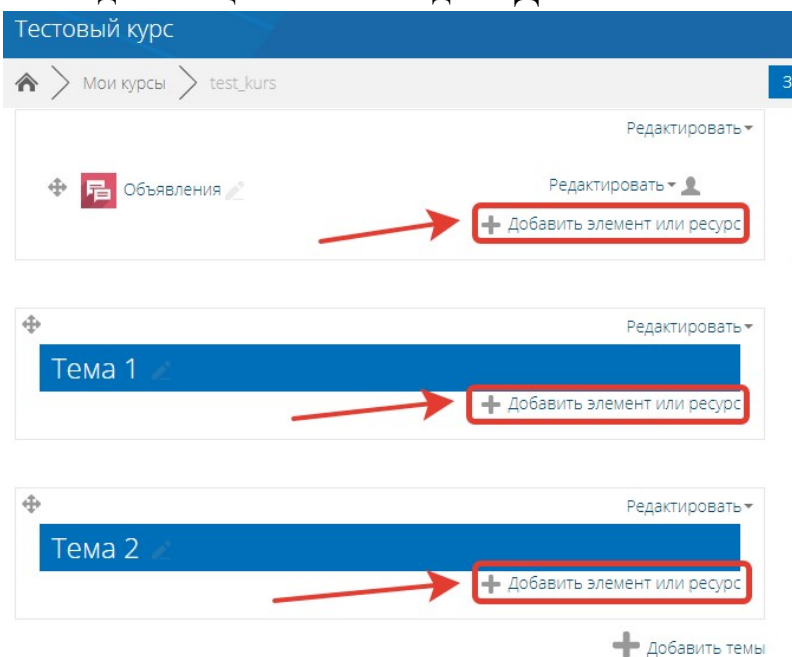 Тестовый курс
Мои курсы test_kurs
Редактировать
Объявления Редактировать
Добавить элемент или ресурс
Редактировать
Тема 1
Добавить элемент или ресурс
Редактировать
Тема 2
Добавить элемент или ресурс
Добавить темы